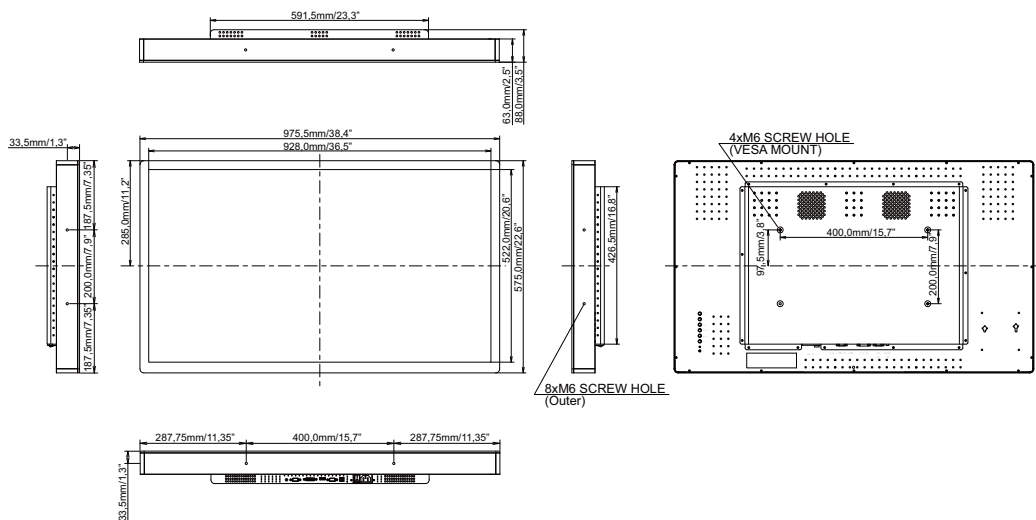 591,5mm/23,3"
63,0mm/2,5"
88,0mm/3,5"
975,5mm/38,4"
928,0mm/36,5"
33,5mm/1,3"
187,5mm/7,35"
200,0mm/7,9"
187,5mm/7,35"
285,0mm/11,2"
522,0mm/20,6"
575,0mm/22,6"
426,5mm/16,8"
8xM6 SCREW HOLE
(Outer)
4xM6 SCREW HOLE
(VESA MOUNT)
400,0mm/15,7"
97,5mm/3,8"
200,0mm/7,9"
287,75mm/11,35"
400,0mm/15,7"
287,75mm/11,35"
33,5mm/1,3"